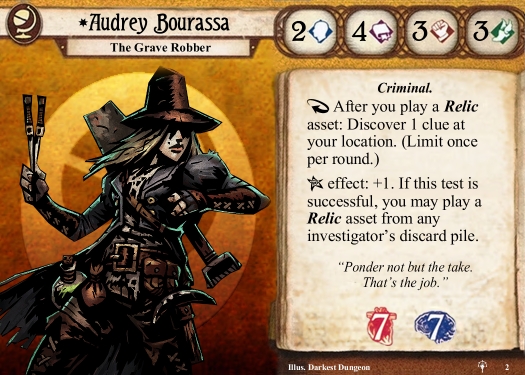 *Audrey Bourassa
The Grave Robber
2 4 3 3
Criminal.
After you play a Relic
asset: Discover 1 clue at
your location. (Limit once
per round.)
effect: +1. If this test is
successful, you may play a
Relic asset from any
investigator's discard pile.
“Ponder not but the take.
That's the job.”
7 7
Illus. Darkest Dungeon
2